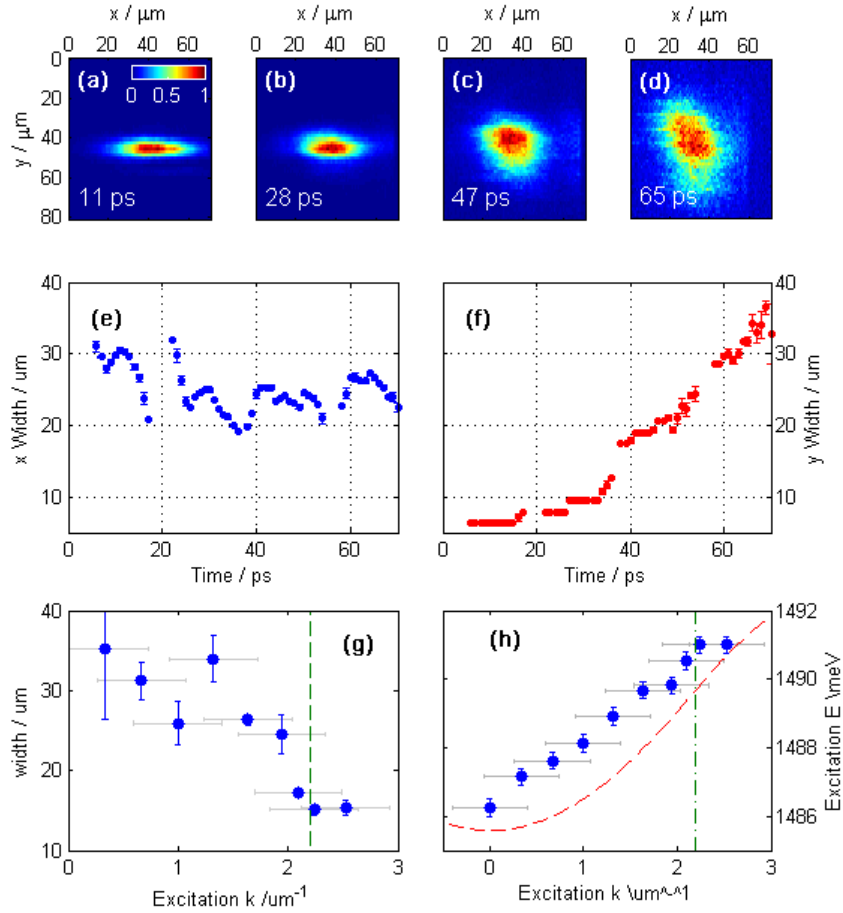 x / μm x / μm x / μm x / μm
0 20 40 60 0 20 40 60 0 20 40 60 0 20 40 60
0
20
40
60
80
y / μm
(a)
0 0.5 1
11 ps
(b)
28 ps
(c)
47 ps
(d)
65 ps
40
30
20
10
x Width / um
(e)
0 20 40 60
Time / ps
(f)
40
30
20
10
y Width / um
0 20 40 60
Time / ps
40
30
20
10
width / um
(g)
0 1 2 3
Excitation k /um-1
(h)
1492
1490
1488
1486
Excitation E \meV
0 1 2 3
Excitation k \um^-^1